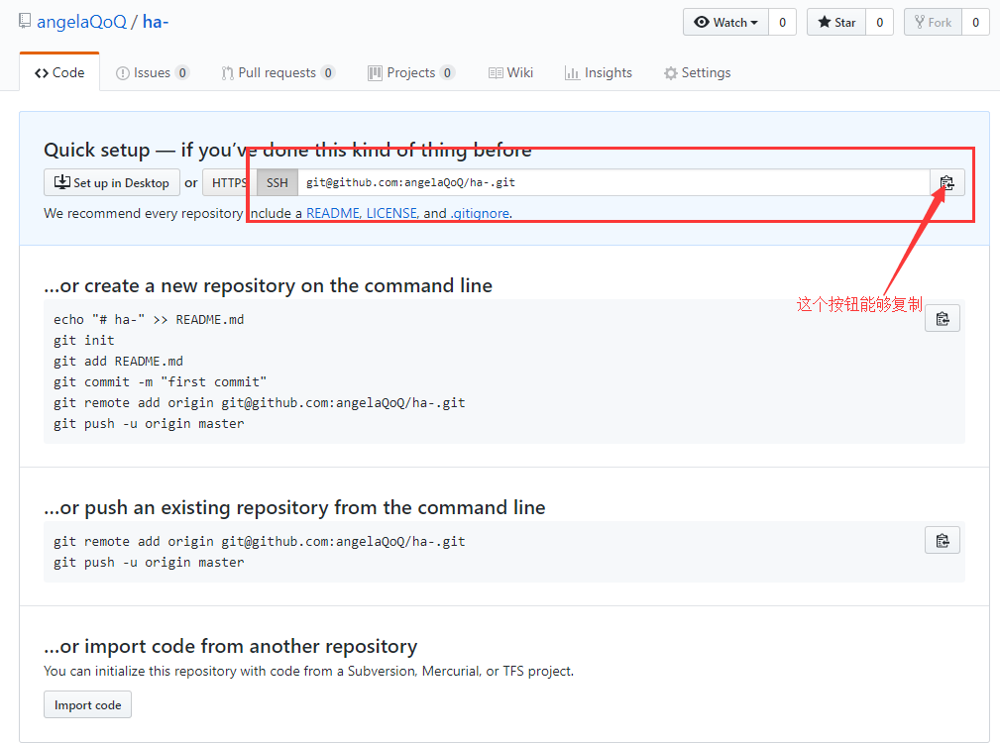 angelaQoQ / ha-
Watch 0 Star 0 Fork 0
Code Issues 0 Pull requests 0 Projects 0 Wiki Insights Settings
Quick setup — if you've done this kind of thing before
Set up in Desktop or HTTPS SSH git@github.com:angelaQoQ/ha-.git
We recommend every repository include a README, LICENSE, and .gitignore.
…or create a new repository on the command line
这个按钮能够复制
echo "# ha-" >> README.md
git init
git add README.md
git commit -m "first commit"
git remote add origin git@github.com:angelaQoQ/ha-.git
git push -u origin master
…or push an existing repository from the command line
git remote add origin git@github.com:angelaQoQ/ha-.git
git push -u origin master
…or import code from another repository
You can initialize this repository with code from a Subversion, Mercurial, or TFS project.
Import code